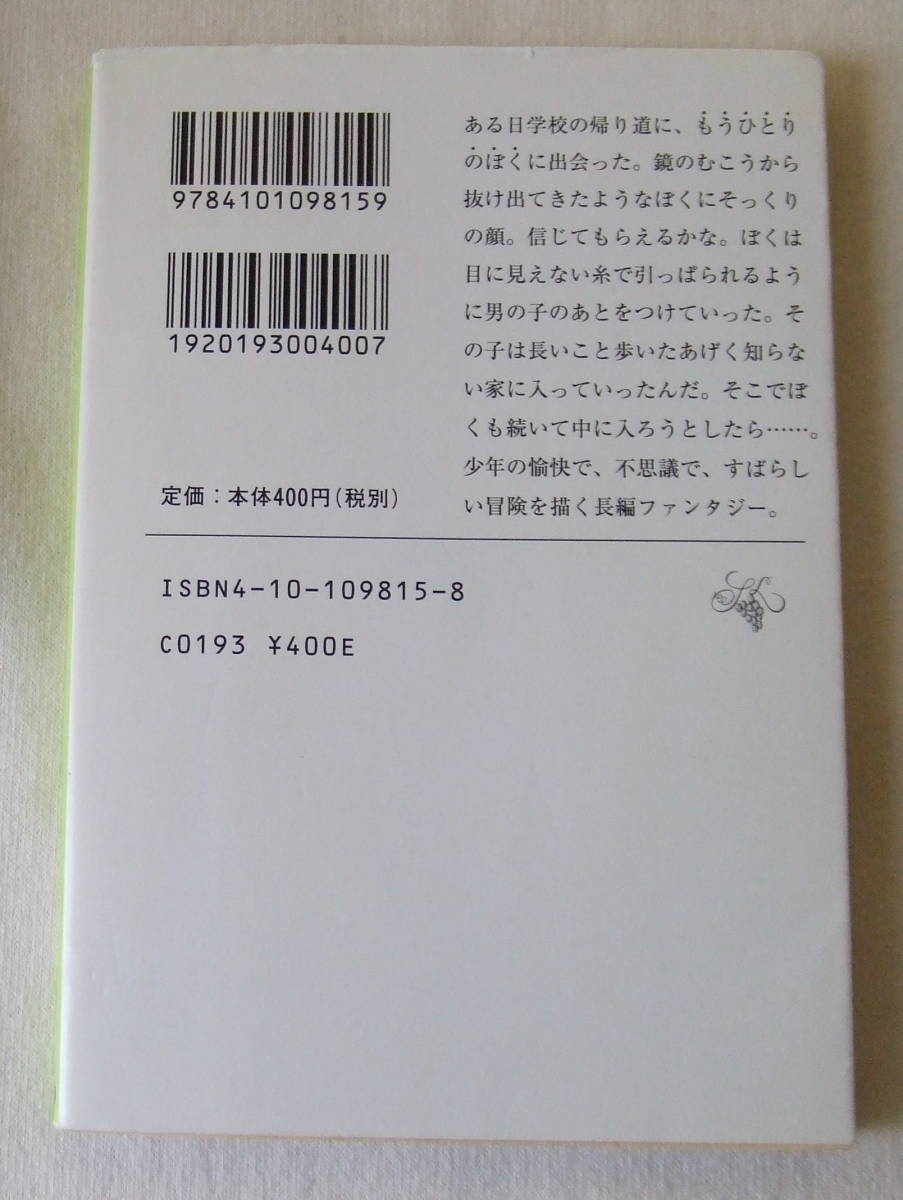 9784101098159
1920193004007
定価：本体400円(税別)
ある日学校の帰り道に、もうひとり
のぼくに出会った。鏡のむこうから
抜け出てきたようなぼくにそっくり
の顔。信じてもらえるかな。ぼくは
目に見えない糸で引っぱられるよう
に男の子のあとをつけていった。そ
の子は長いこと歩いたあげく知らな
い家に入っていったんだ。そこでぼ
くも続いて中に入ろうとしたら……。
少年の愉快で、不思議で、すばらし
い冒険を描く長編ファンタジー。
ISBN4-10-109815-8
C0193 ¥400E